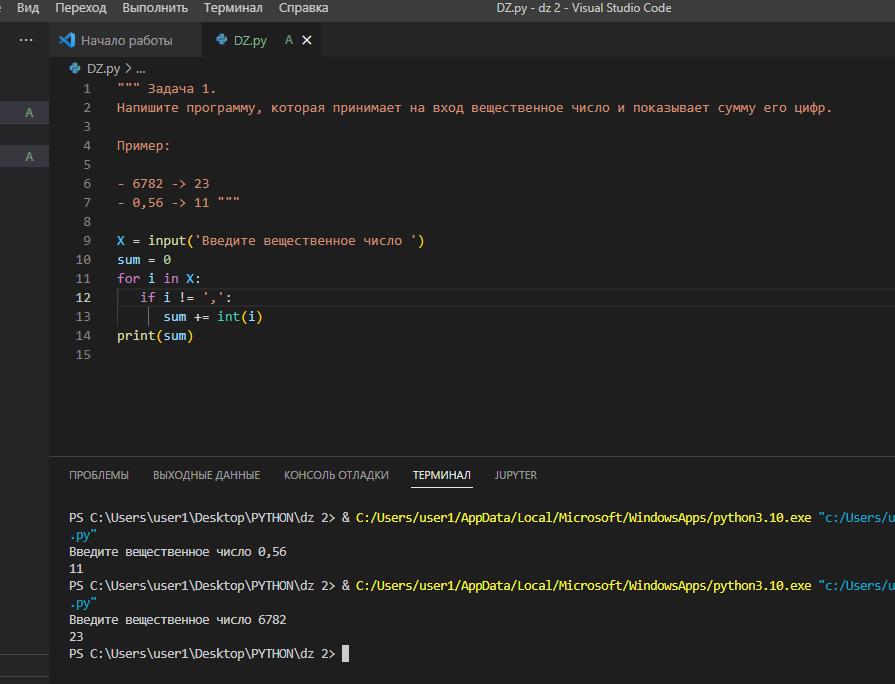 Вид Переход Выполнить Терминал Справка DZ.py - dz 2 - Visual Studio Code
... Начало работы DZ.py A ×
DZ.py > ...
A
A
1 """ Задача 1.
2 Напишите программу, которая принимает на вход вещественное число и показывает сумму его цифр.
3
4 Пример:
5
6 - 6782 -> 23
7 - 0,56 -> 11 """
8
9 X = input('Введите вещественное число ')
10 sum = 0
11 for i in X:
12 if i != ',':
13 sum += int(i)
14 print(sum)
15
ПРОБЛЕМЫ ВЫХОДНЫЕ ДАННЫЕ КОНСОЛЬ ОТЛАДКИ ТЕРМИНАЛ JUPYTER
PS C:\Users\user1\Desktop\PYTHON\dz 2> & C:/Users/user1/AppData/Local/Microsoft/WindowsApps/python3.10.exe "c:/Users/u
.py"
Введите вещественное число 0,56
11
PS C:\Users\user1\Desktop\PYTHON\dz 2> & C:/Users/user1/AppData/Local/Microsoft/WindowsApps/python3.10.exe "c:/Users/u
.py"
Введите вещественное число 6782
23
PS C:\Users\user1\Desktop\PYTHON\dz 2>